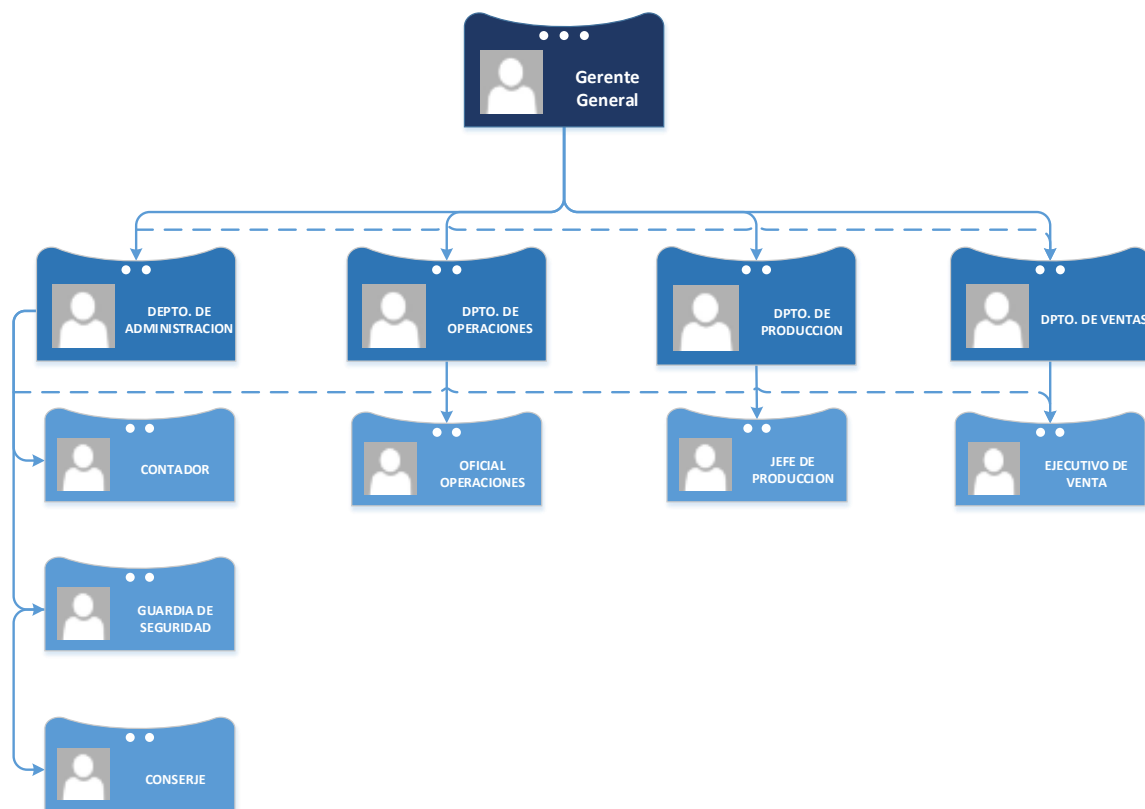 Gerente
General
DEPTO. DE
ADMINISTRACION
DPTO. DE
OPERACIONES
DPTO. DE
PRODUCCION
DPTO. DE VENTAS
CONTADOR
OFICIAL
OPERACIONES
JEFE DE
PRODUCCION
EJECUTIVO DE
VENTA
GUARDIA DE
SEGURIDAD
CONSERJE